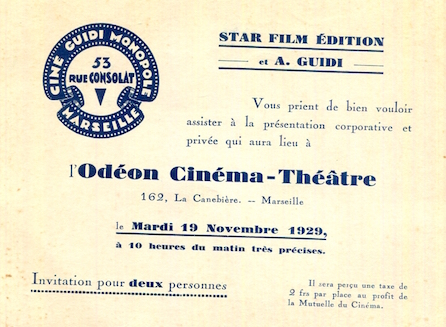 CINÉ GUIDI MONOPOLE
53
RUE CONSOLAT
MARSEILLE
STAR FILM ÉDITION
et A. GUIDI
Vous prient de bien vouloir
assister à la présentation corporative et
privée qui aura lieu à
l'Odéon Cinéma-Théâtre
162, La Canebière. -- Marseille
le Mardi 19 Novembre 1929,
à 10 heures du matin très précises.
Invitation pour deux personnes
Il sera perçu une taxe de
2 frs par place au profit de
la Mutuelle du Cinéma.